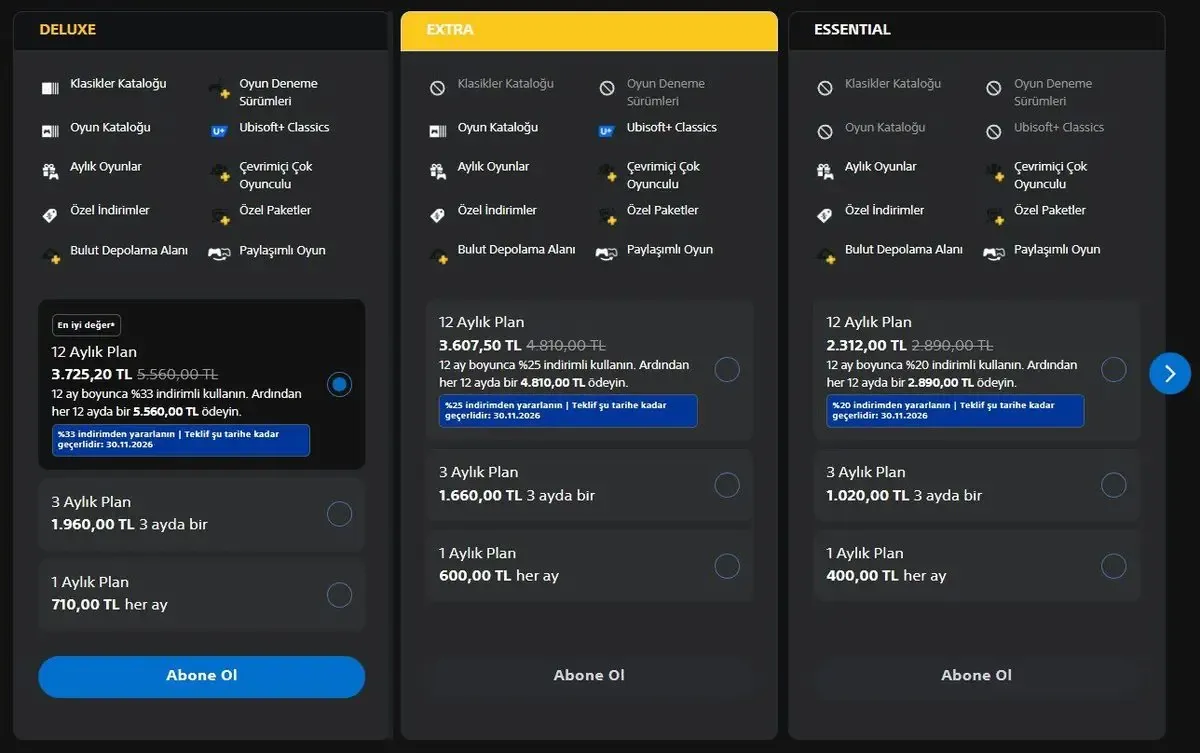 DELUXE
Klasikler Kataloğu
Oyun Deneme
Sürümleri
Oyun Kataloğu
U+
Ubisoft+ Classics
Aylık Oyunlar
Çevrimiçi Çok
Oyunculu
Özel İndirimler
Özel Paketler
Bulut Depolama Alanı
Paylaşımlı Oyun
En iyi değer*
12 Aylık Plan
3.725,20 TL 5.560,00 TL
12 ay boyunca %33 indirimli kullanın. Ardından
her 12 ayda bir 5.560,00 TL ödeyin.
%33 indirimden yararlanın | Teklif şu tarihe kadar
geçerlidir: 30.11.2026
3 Aylık Plan
1.960,00 TL 3 ayda bir
1 Aylık Plan
710,00 TL her ay
Abone Ol
EXTRA
Klasikler Kataloğu
Oyun Deneme
Sürümleri
Oyun Kataloğu
U+
Ubisoft+ Classics
Aylık Oyunlar
Çevrimiçi Çok
Oyunculu
Özel İndirimler
Özel Paketler
Bulut Depolama Alanı
Paylaşımlı Oyun
12 Aylık Plan
3.607,50 TL 4.810,00 TL
12 ay boyunca %25 indirimli kullanın. Ardından
her 12 ayda bir 4.810,00 TL ödeyin.
%25 indirimden yararlanın | Teklif şu tarihe kadar
geçerlidir: 30.11.2026
3 Aylık Plan
1.660,00 TL 3 ayda bir
1 Aylık Plan
600,00 TL her ay
Abone Ol
ESSENTIAL
Klasikler Kataloğu
Oyun Deneme
Sürümleri
Oyun Kataloğu
Ubisoft+ Classics
Aylık Oyunlar
Çevrimiçi Çok
Oyunculu
Özel İndirimler
Özel Paketler
Bulut Depolama Alanı
Paylaşımlı Oyun
12 Aylık Plan
2.312,00 TL 2.890,00 TL
12 ay boyunca %20 indirimli kullanın. Ardından
her 12 ayda bir 2.890,00 TL ödeyin.
%20 indirimden yararlanın | Teklif şu tarihe kadar
geçerlidir: 30.11.2026
3 Aylık Plan
1.020,00 TL 3 ayda bir
1 Aylık Plan
400,00 TL her ay
Abone Ol